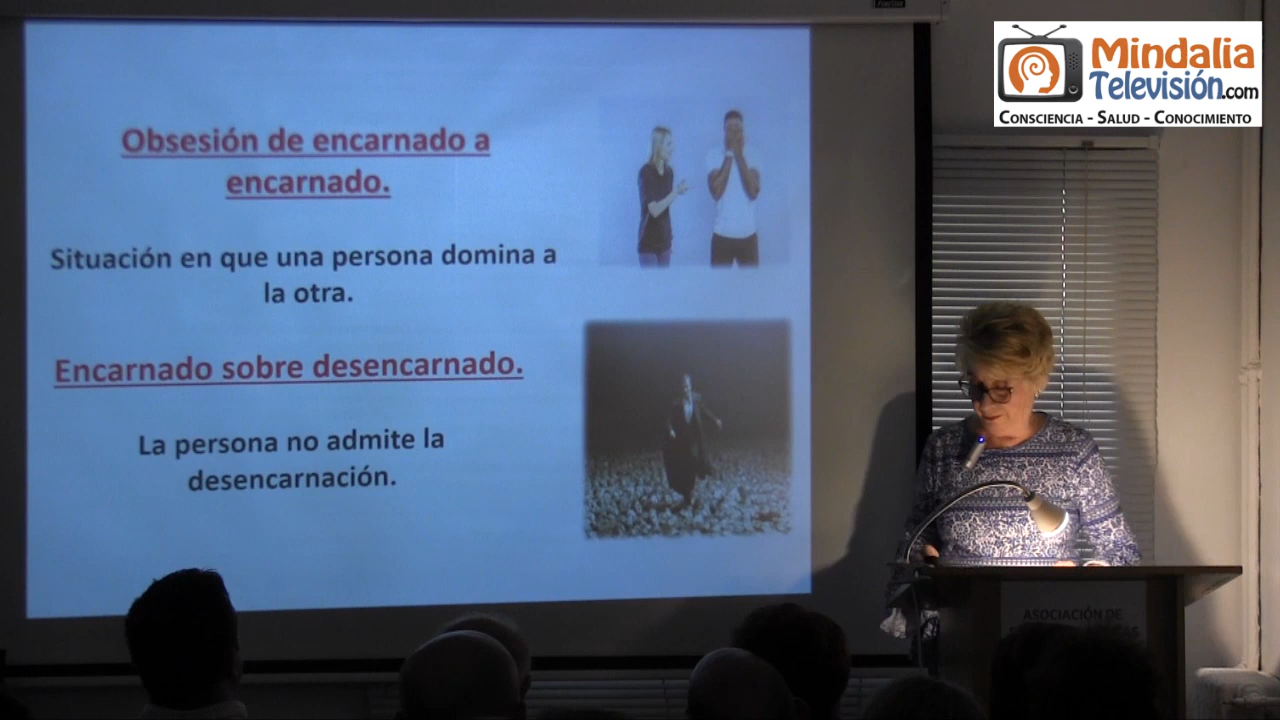 Obsesión de encarnado a
encarnado.
Situación en que una persona domina a
la otra.
Encarnado sobre desencarnado.
La persona no admite la
desencarnación.
Mindalia
Televisión.com
Consciencia - Salud - Conocimiento
ASOCIACIÓN DE